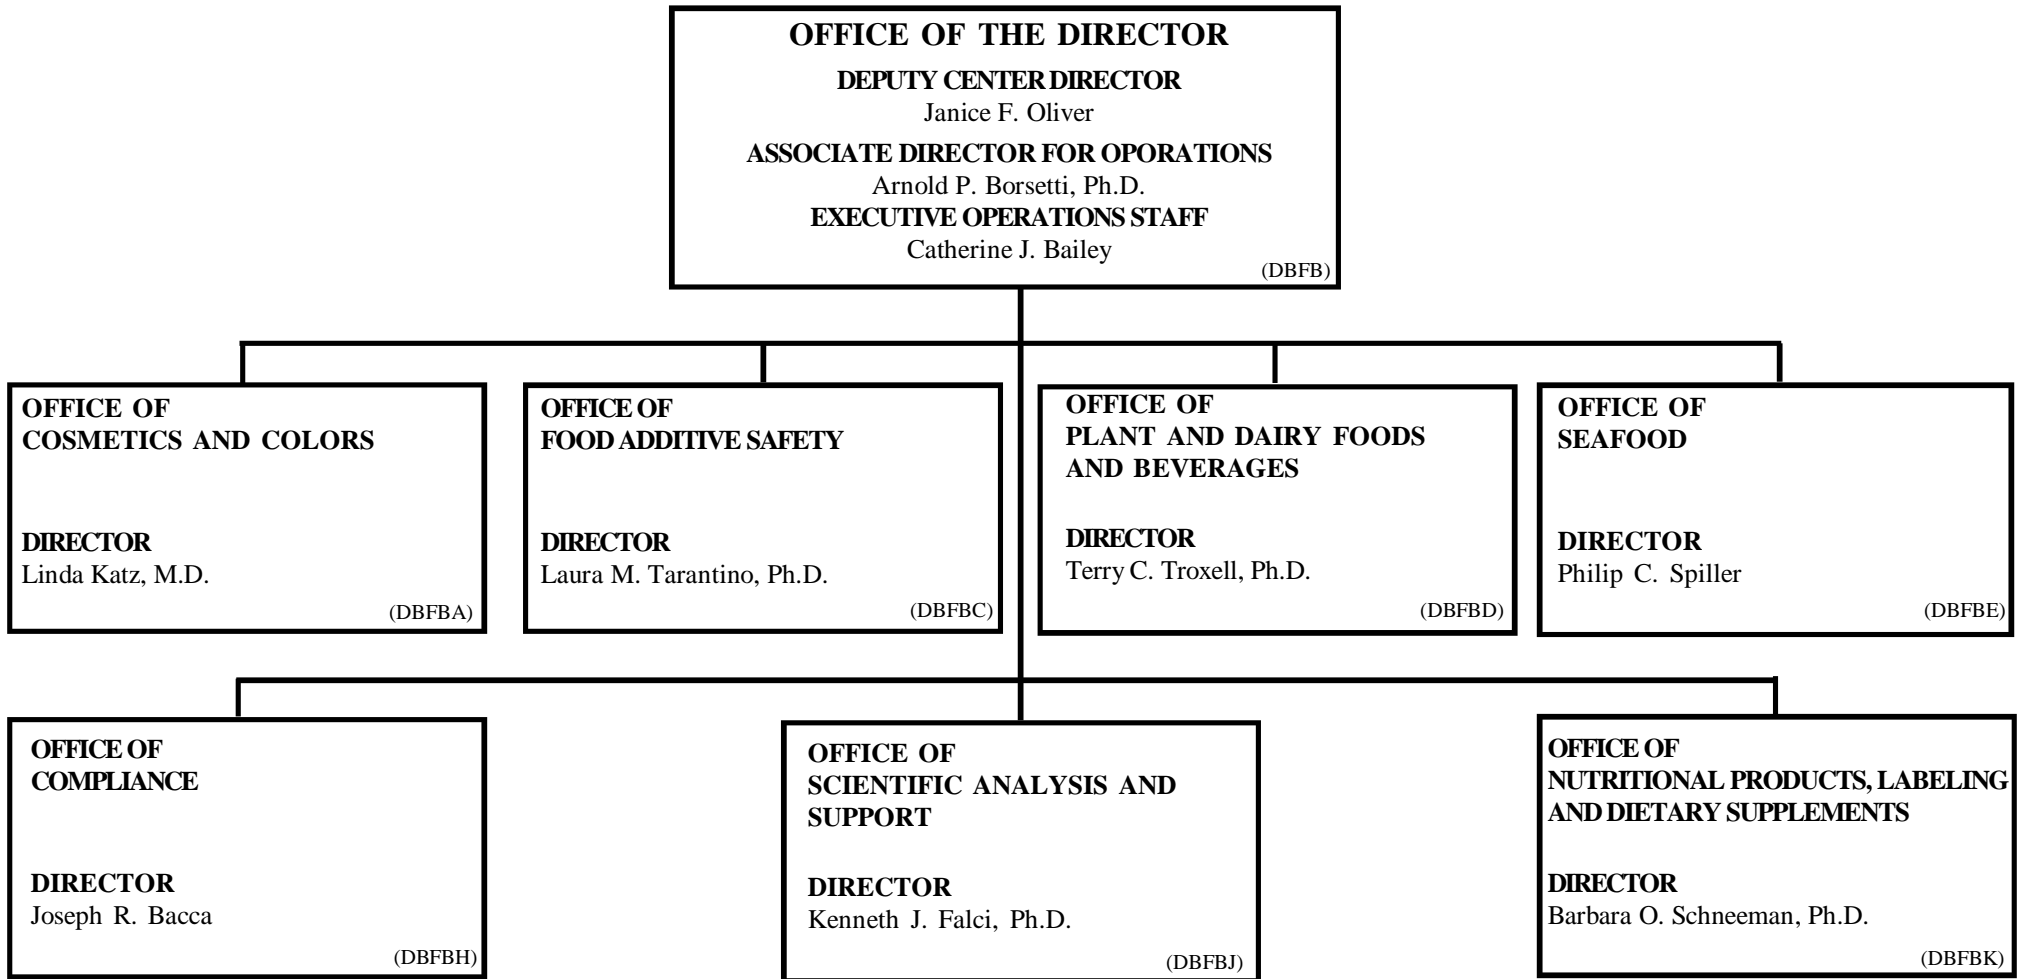 OFFICE OF THE DIRECTOR
DEPUTY CENTER DIRECTOR
Janice F. Oliver
ASSOCIATE DIRECTOR FOR OPORATIONS
Arnold P. Borsetti, Ph.D.
EXECUTIVE OPERATIONS STAFF
Catherine J. Bailey
(DBFB)
OFFICE OF
COSMETICS AND COLORS
DIRECTOR
Linda Katz, M.D.
(DBFBA)
OFFICE OF
FOOD ADDITIVE SAFETY
DIRECTOR
Laura M. Tarantino, Ph.D.
(DBFBC)
OFFICE OF
PLANT AND DAIRY FOODS
AND BEVERAGES
DIRECTOR
Terry C. Troxell, Ph.D.
(DBFBD)
OFFICE OF
SEAFOOD
DIRECTOR
Philip C. Spiller
(DBFBE)
OFFICE OF
COMPLIANCE
DIRECTOR
Joseph R. Bacca
(DBFBH)
OFFICE OF
SCIENTIFIC ANALYSIS AND
SUPPORT
DIRECTOR
Kenneth J. Falci, Ph.D.
(DBFBJ)
OFFICE OF
NUTRITIONAL PRODUCTS, LABELING
AND DIETARY SUPPLEMENTS
DIRECTOR
Barbara O. Schneeman, Ph.D.
(DBFBK)